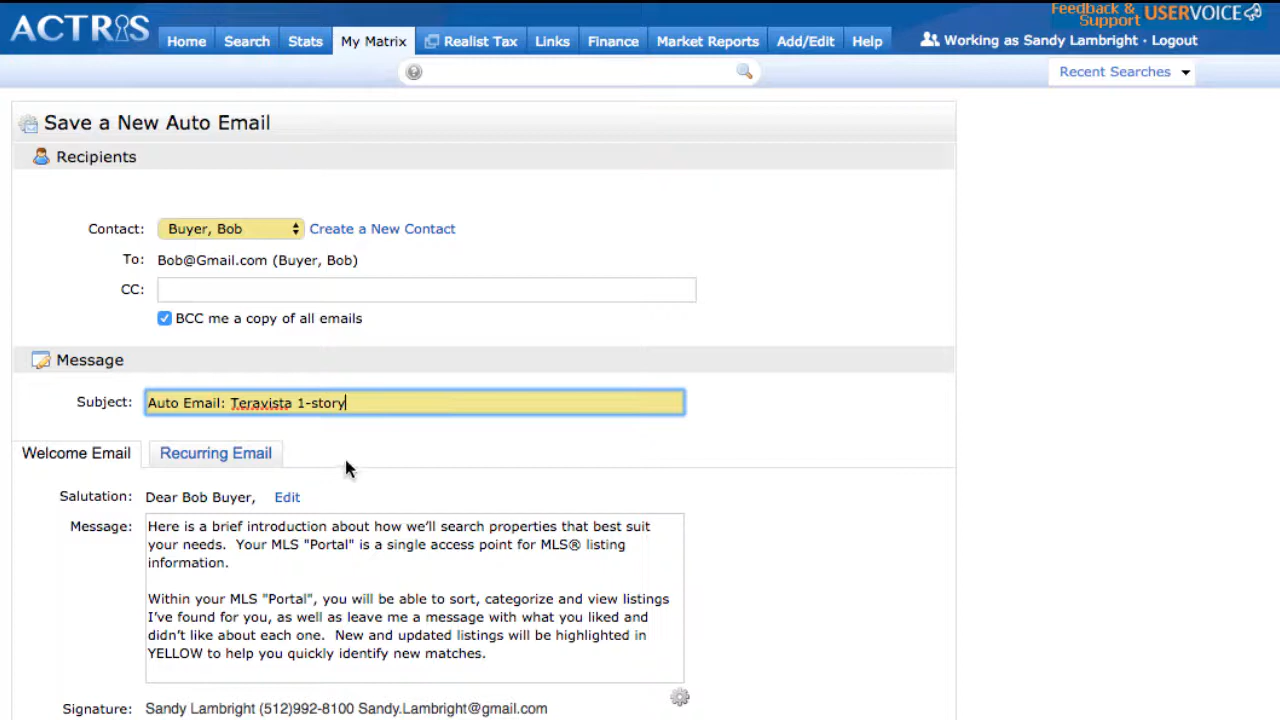 Feedback & Support USERVOICE
ACTRIS
Home Search Stats My Matrix Realist Tax Links Finance Market Reports Add/Edit Help
Working as Sandy Lambright · Logout
Recent Searches
Save a New Auto Email
Recipients
Contact: Buyer, Bob Create a New Contact
To: Bob@Gmail.com (Buyer, Bob)
CC:
BCC me a copy of all emails
Message
Subject: Auto Email: Teravista 1-story
Welcome Email Recurring Email
Salutation: Dear Bob Buyer, Edit
Message: Here is a brief introduction about how we’ll search properties that best suit
your needs. Your MLS "Portal" is a single access point for MLS® listing
information.
Within your MLS "Portal", you will be able to sort, categorize and view listings
I’ve found for you, as well as leave me a message with what you liked and
didn’t like about each one. New and updated listings will be highlighted in
YELLOW to help you quickly identify new matches.
Signature: Sandy Lambright (512)992-8100 Sandy.Lambright@gmail.com